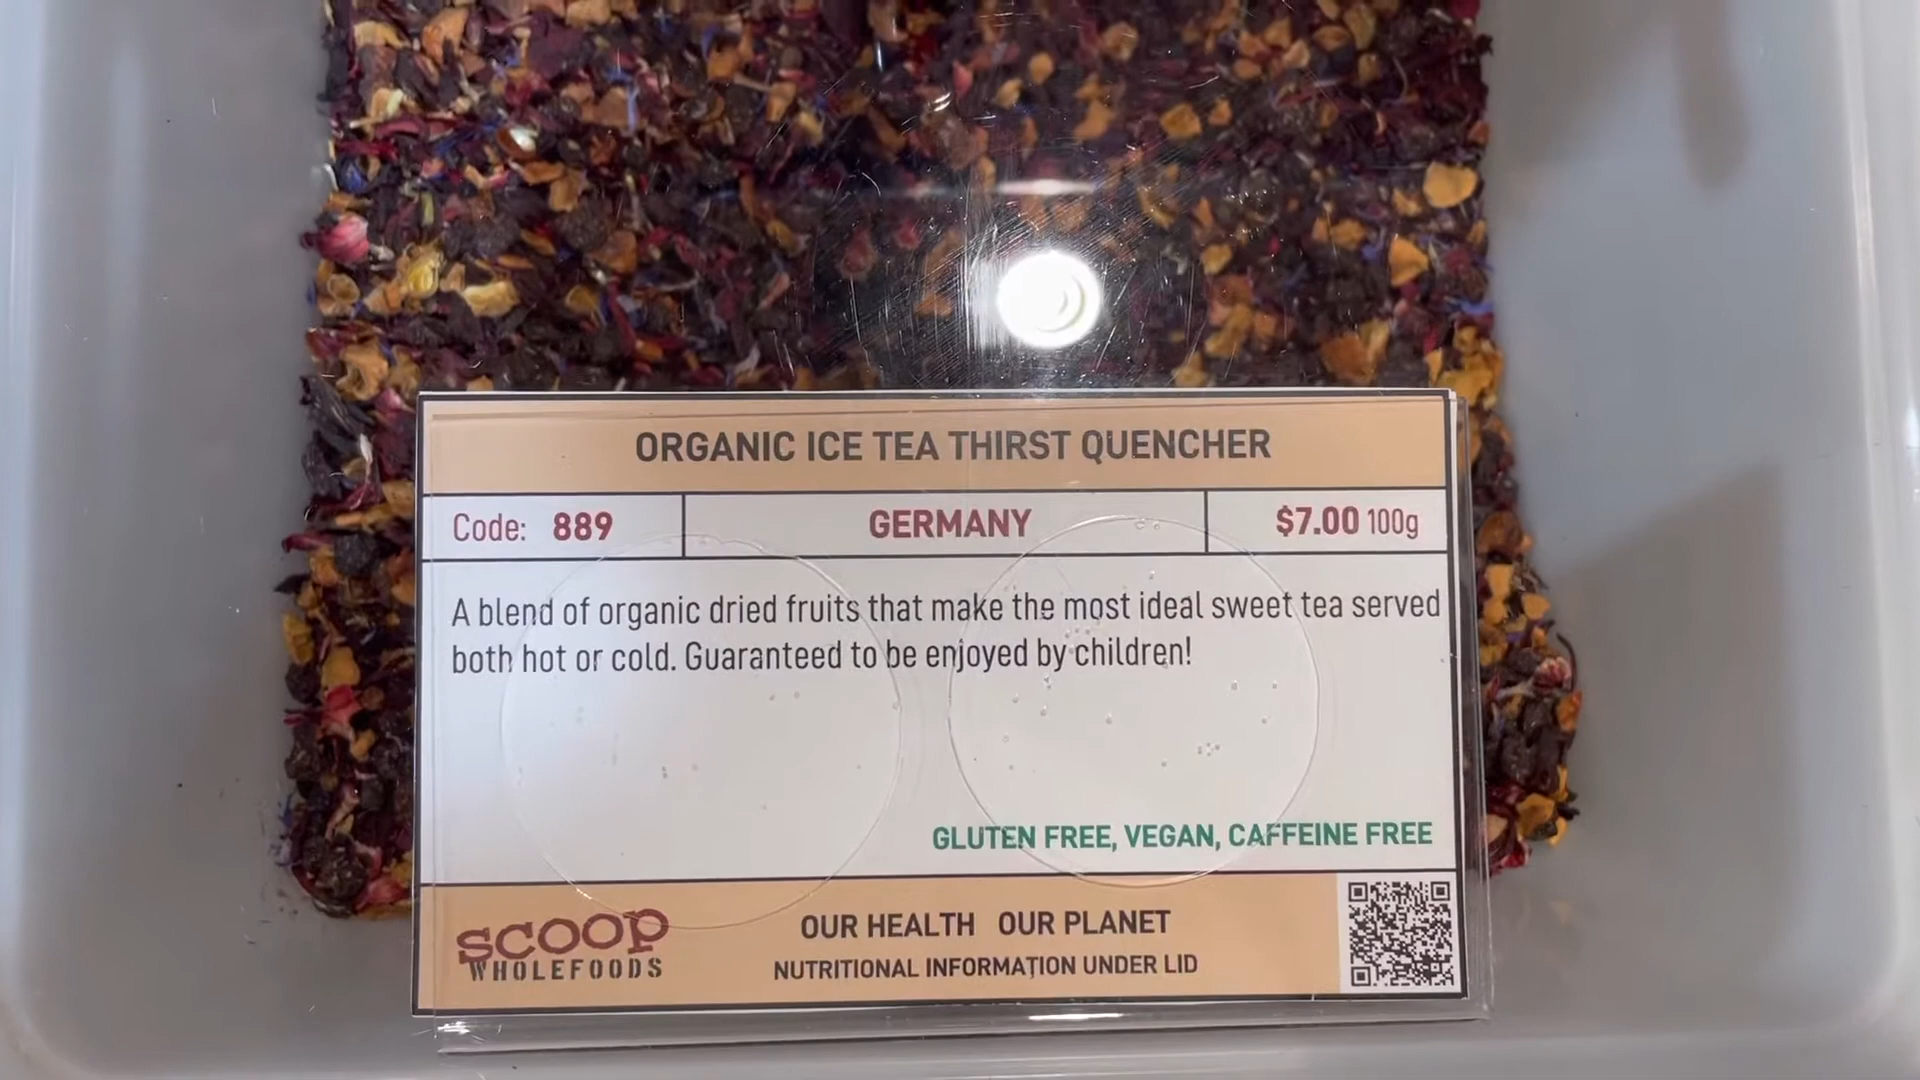 ORGANIC ICE TEA THIRST QUENCHER
Code: 889
GERMANY
$7.00 100g
A blend of organic dried fruits that make the most ideal sweet tea served
both hot or cold. Guaranteed to be enjoyed by children!
GLUTEN FREE, VEGAN, CAFFEINE FREE
SCOOP
WHOLEFOODS
OUR HEALTH OUR PLANET
NUTRITIONAL INFORMATION UNDER LID